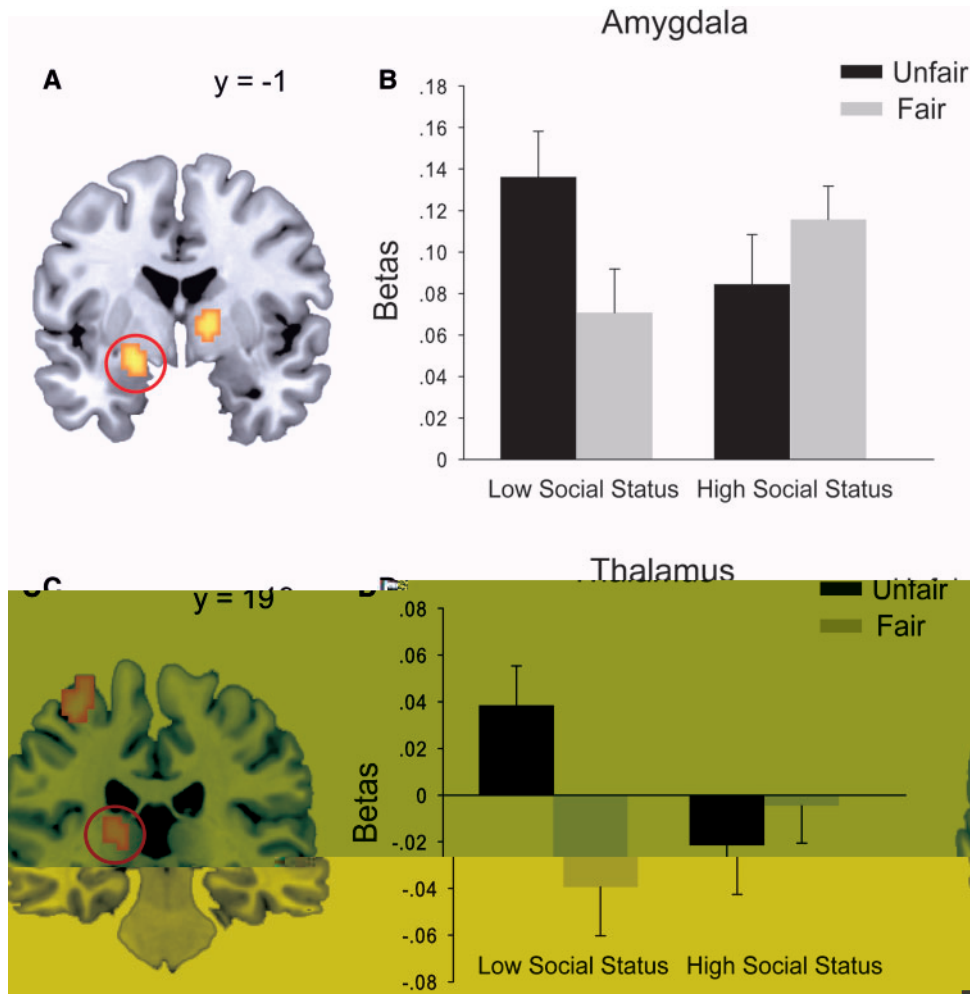 Amygdala
A
y = -1
B
Unfair
Fair
.18
.16
.14
.12
.10
.08
.06
.04
.02
0
Betas
Low Social Status
High Social Status
Thalamus
y = 19
Unfair
Fair
.08
.06
.04
.02
0
-.02
-.04
-.06
-.08
Betas
Low Social Status
High Social Status